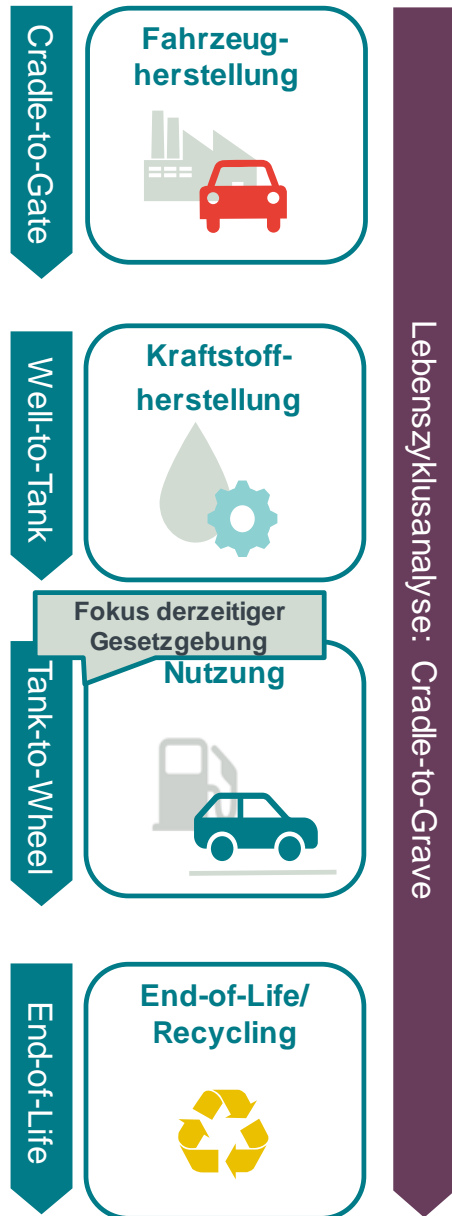 Cradle-to-Gate
Fahrzeug-
herstellung
Well-to-Tank
Kraftstoff-
herstellung
Fokus derzeitiger
Gesetzgebung
Tank-to-Wheel
Nutzung
End-of-Life
End-of-Life/
Recycling
Lebenszyklusanalyse: Cradle-to-Grave